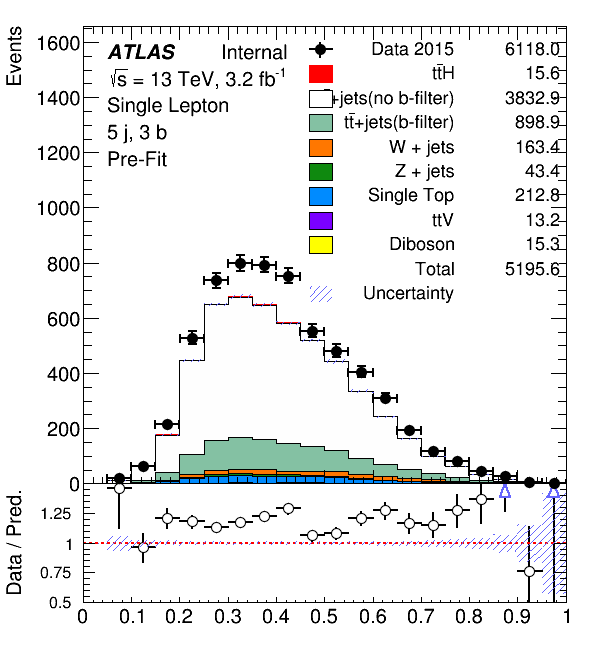 Events
1600
1400
1200
1000
800
600
400
200
0
ATLAS Internal
√s = 13 TeV, 3.2 fb⁻¹
Single Lepton
5 j, 3 b
Pre-Fit
Data 2015 6118.0
tt̄H 15.6
+jets(no b-filter) 3832.9
tt̄+jets(b-filter) 898.9
W + jets 163.4
Z + jets 43.4
Single Top 212.8
ttV 13.2
Diboson 15.3
Total 5195.6
Uncertainty
Data / Pred.
1.25
1
0.75
0.5
0 0.1 0.2 0.3 0.4 0.5 0.6 0.7 0.8 0.9 1